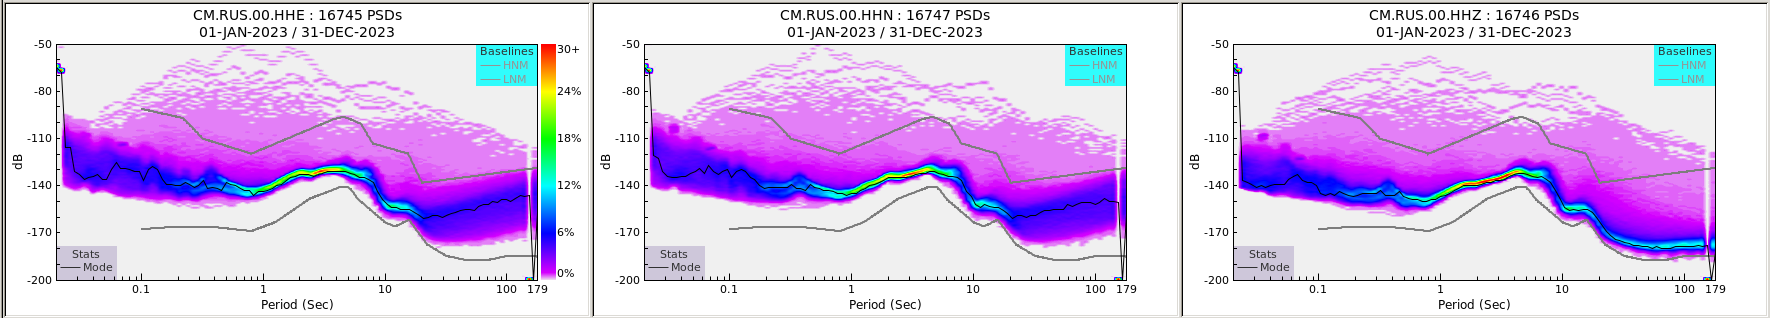 CM.RUS.00.HHE : 16745 PSDs
01-JAN-2023 / 31-DEC-2023
-50
-80
-110
-140
-170
-200
dB
Baselines
HNM
LNM
Stats
Mode
30+
24%
18%
12%
6%
0%
0.1
1
10
100
179
Period (Sec)
CM.RUS.00.HHN : 16747 PSDs
01-JAN-2023 / 31-DEC-2023
-50
-80
-110
-140
-170
-200
dB
Baselines
HNM
LNM
Stats
Mode
0.1
1
10
100
179
Period (Sec)
CM.RUS.00.HHZ : 16746 PSDs
01-JAN-2023 / 31-DEC-2023
-50
-80
-110
-140
-170
-200
dB
Baselines
HNM
LNM
Stats
Mode
0.1
1
10
100
179
Period (Sec)